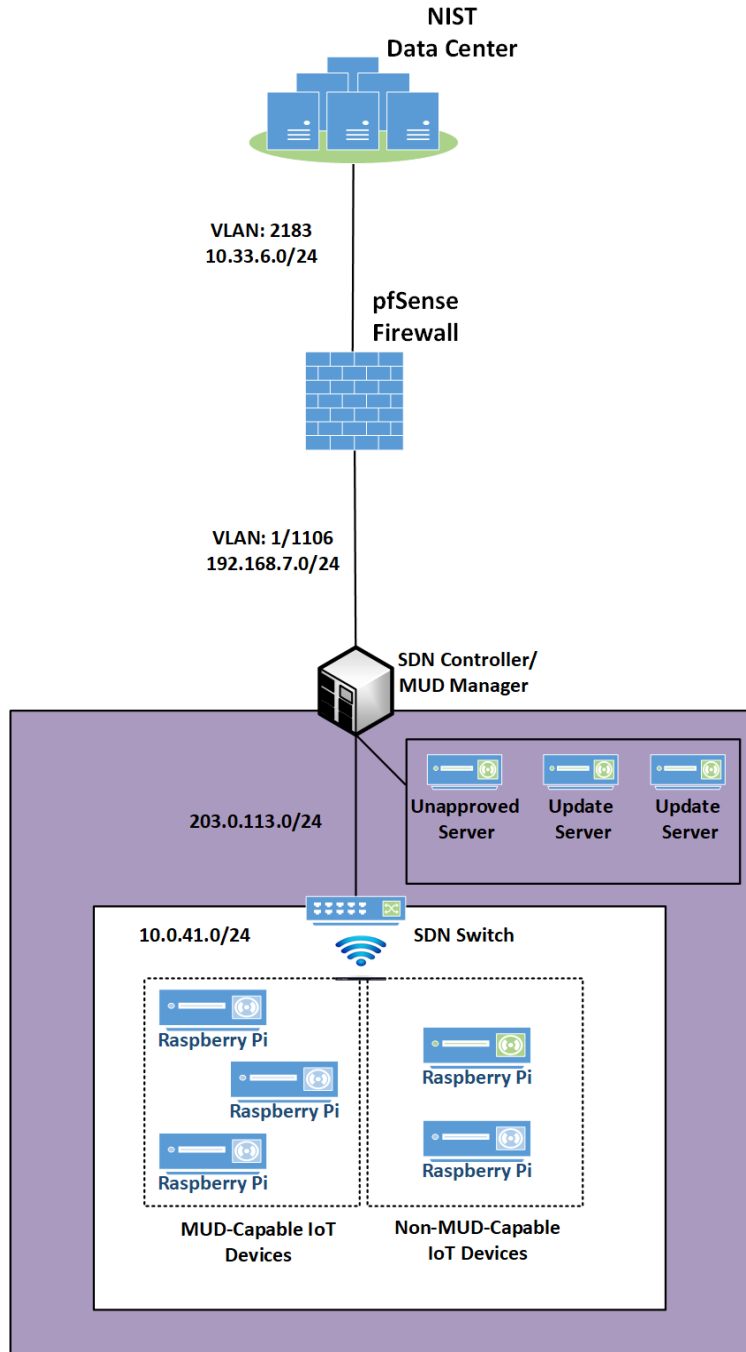 NIST
Data Center
VLAN: 2183
10.33.6.0/24
pfSense
Firewall
VLAN: 1/1106
192.168.7.0/24
SDN Controller/
MUD Manager
Unapproved
Server
Update
Server
Update
Server
203.0.113.0/24
10.0.41.0/24
SDN Switch
Raspberry Pi
Raspberry Pi
Raspberry Pi
Raspberry Pi
Raspberry Pi
MUD-Capable IoT
Devices
Non-MUD-Capable
IoT Devices